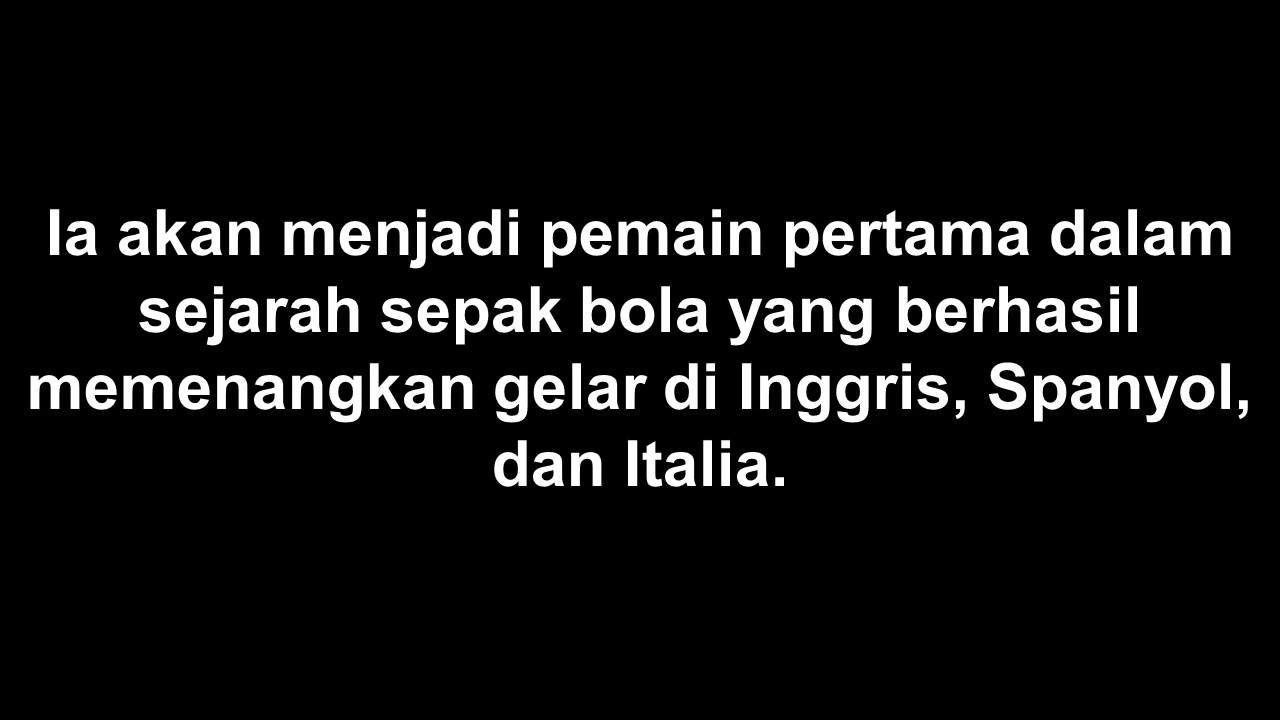 Ia akan menjadi pemain pertama dalam
sejarah sepak bola yang berhasil
memenangkan gelar di Inggris, Spanyol,
dan Italia.